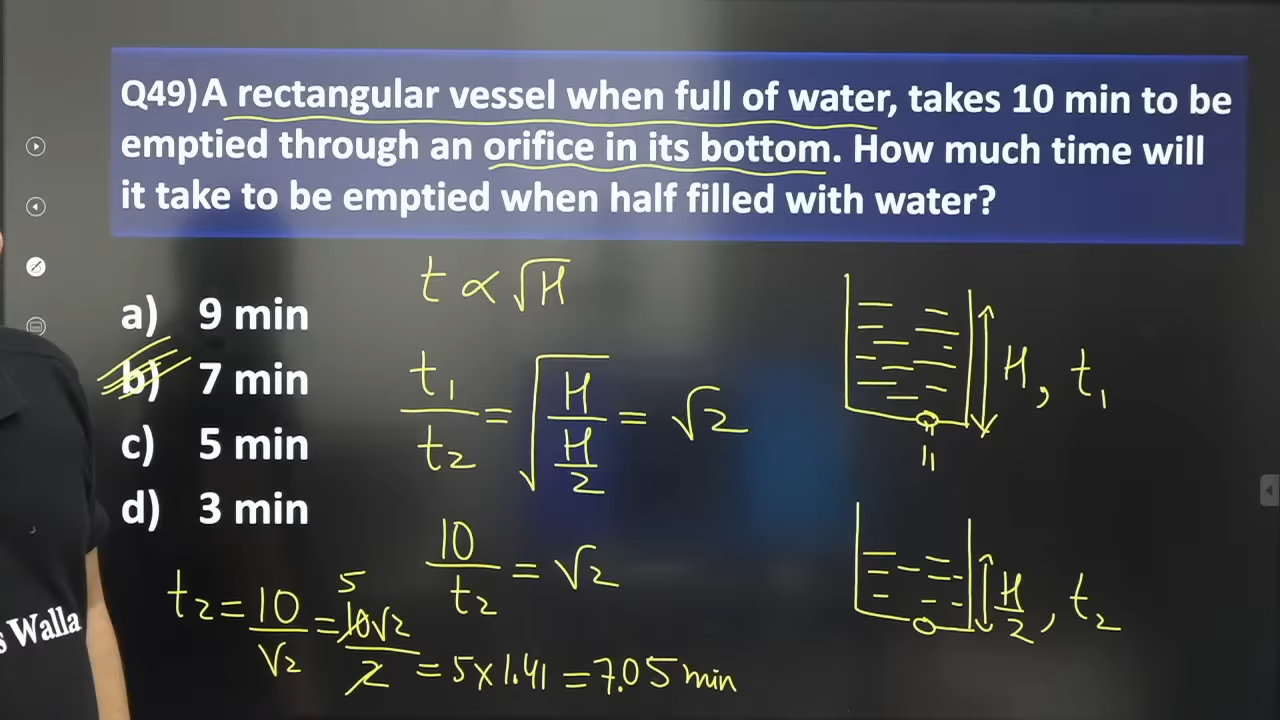 Q49) A rectangular vessel when full of water, takes 10 min to be
emptied through an orifice in its bottom. How much time will
it take to be emptied when half filled with water?
a) 9 min
b) 7 min
c) 5 min
d) 3 min
t ∝ √H
t₁/t₂ = √(H/(H/2)) = √2
10/t₂ = √2
t₂ = 10/√2 = 10√2/2 = 5 × 1.41 = 7.05 min
5
H, t₁
H/2, t₂
s Walla